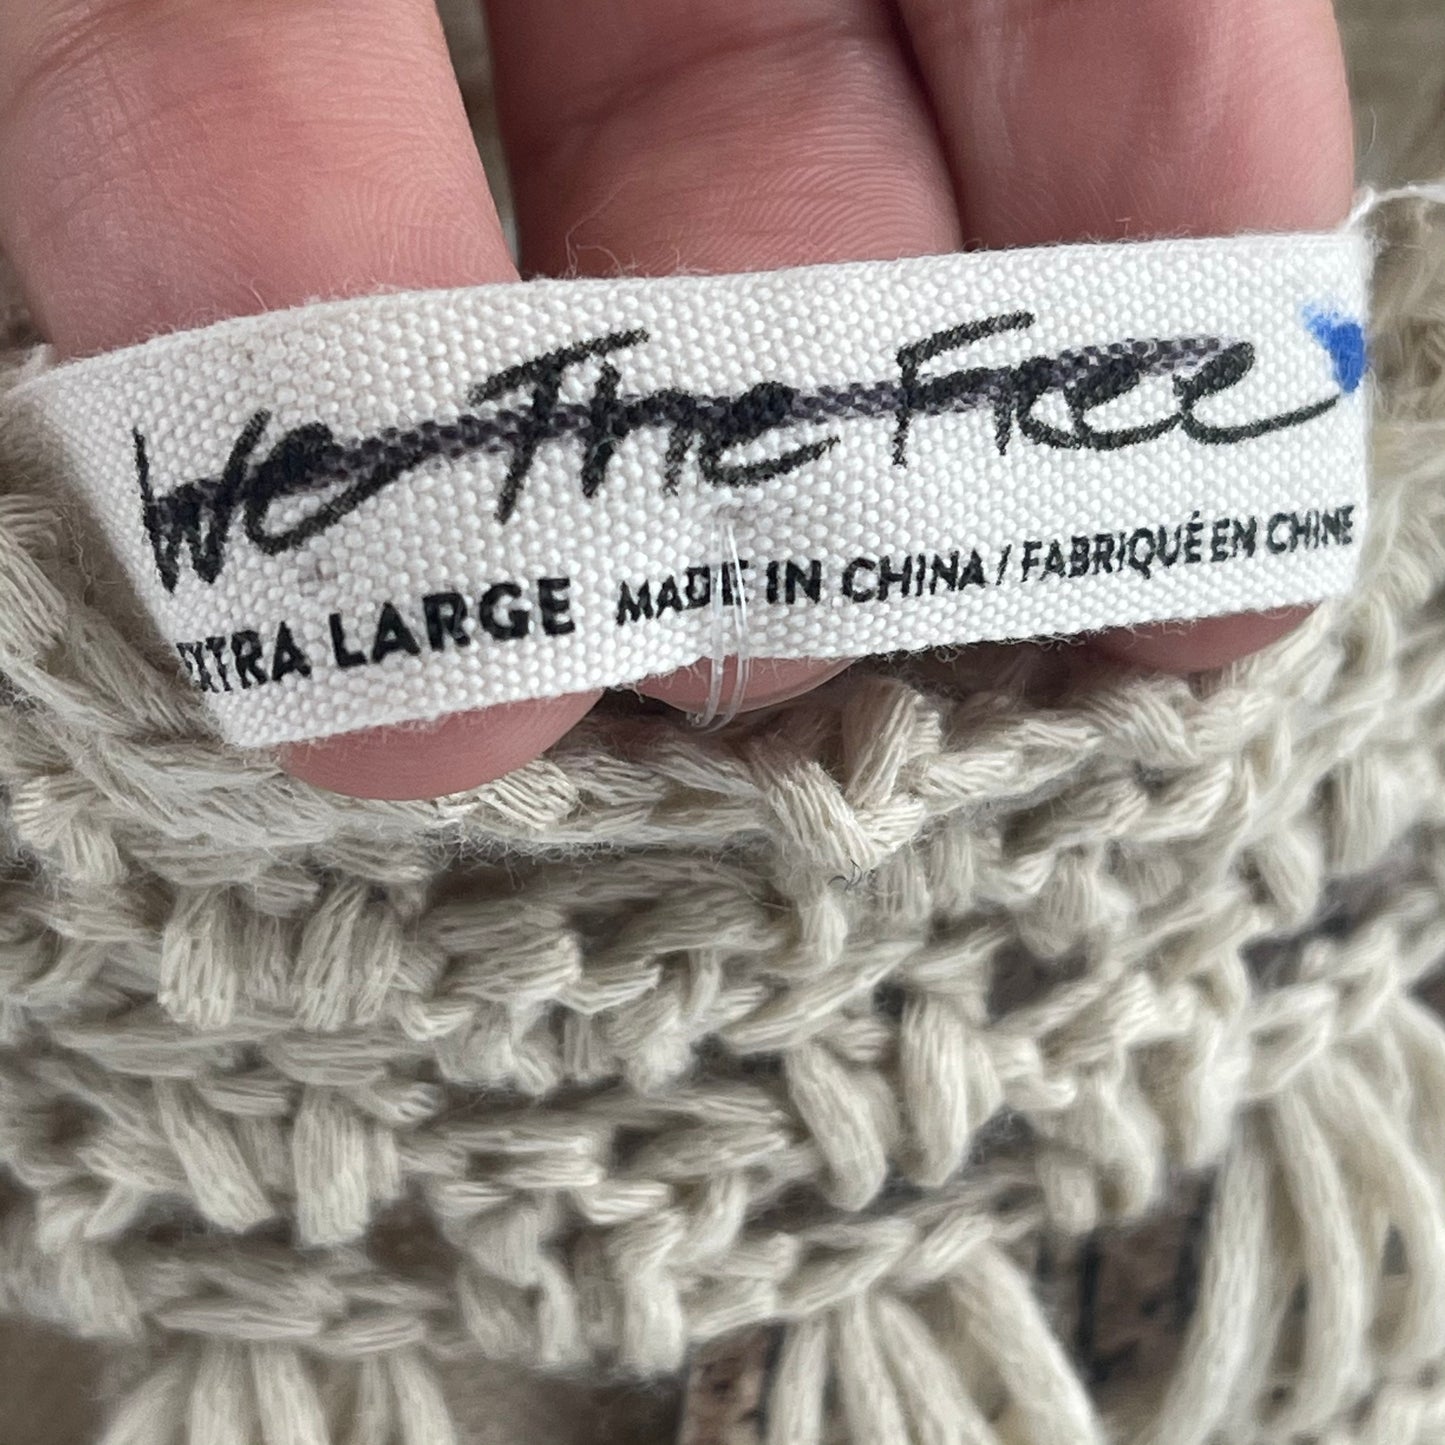 We The Free
EXTRA LARGE MADE IN CHINA / FABRIQUÉ EN CHINE